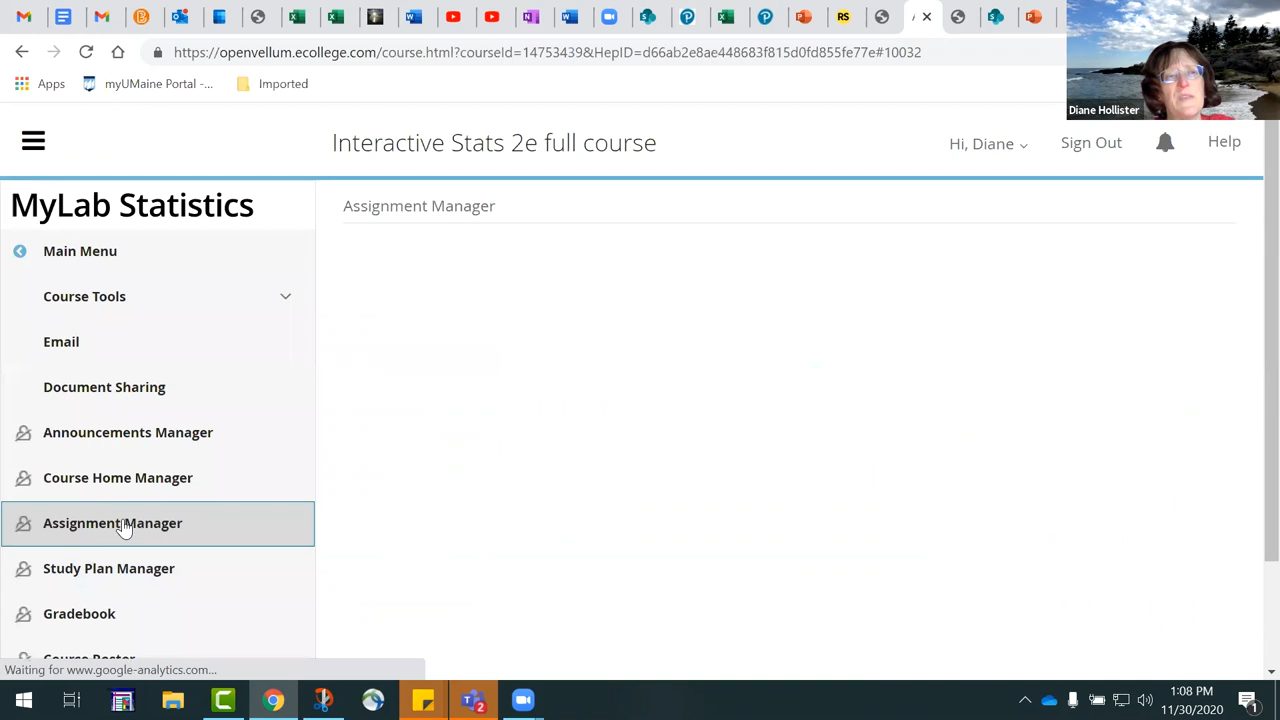 https://openvellum.ecollege.com/course.html?courseId=14753439&HepID=d66ab2e8ae448683f815d0fd855fe77e#10032
Apps
myUMaine Portal -...
Imported
Diane Hollister
Interactive Stats 2e full course
Hi, Diane
Sign Out
Help
MyLab Statistics
Assignment Manager
Main Menu
Course Tools
Email
Document Sharing
Announcements Manager
Course Home Manager
Assignment Manager
Study Plan Manager
Gradebook
Course Roster
Waiting for www.google-analytics.com...
1:08 PM
11/30/2020